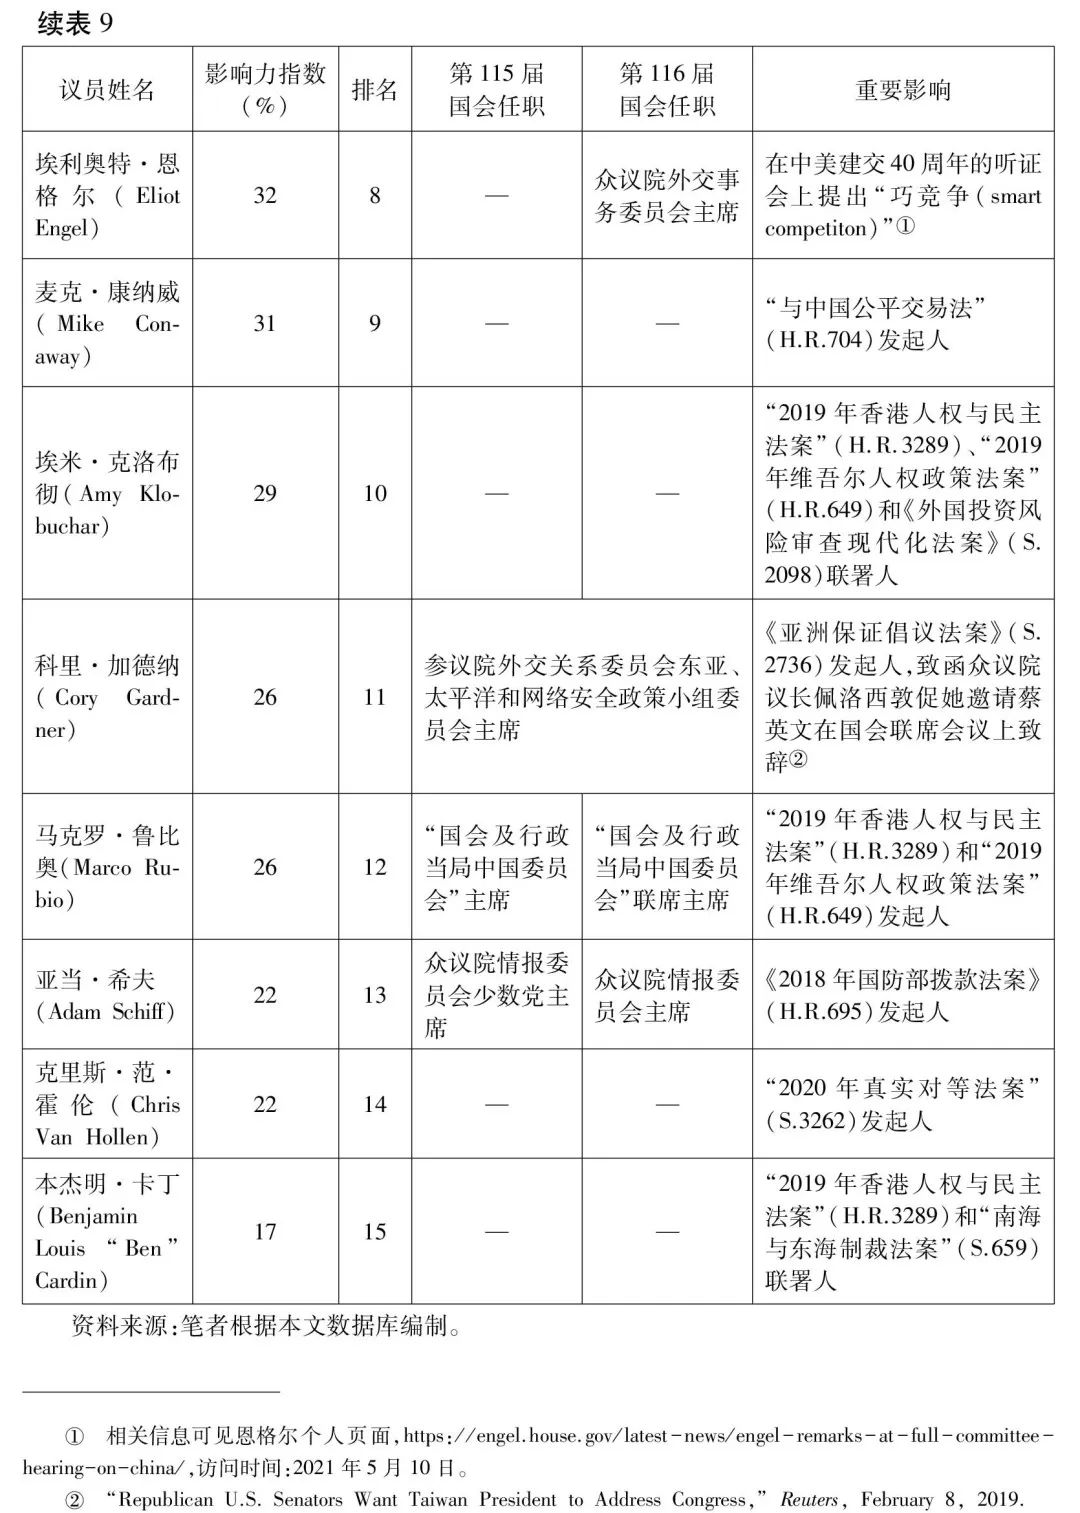 续表 9
议员姓名
影响力指数
(%)
排名
第 115 届
国会任职
第 116 届
国会任职
重要影响
埃利奥特·恩
格尔(Eliot
Engel)
32
8
—
众议院外交事
务委员会主席
在中美建交 40 周年的听证
会上提出“巧竞争(smart
competiton)”①
麦克·康纳威
(Mike Con-
away)
31
9
—
—
“与中国公平交易法”
(H.R.704)发起人
埃米·克洛布
彻(Amy Klo-
buchar)
29
10
—
—
“2019 年香港人权与民主
法案”(H.R.3289)、“2019
年维吾尔人权政策法案”
(H.R.649)和《外国投资风
险审查现代化法案》(S.
2098)联署人
科里·加德纳
(Cory Gard-
ner)
26
11
参议院外交关系委员会东亚、
太平洋和网络安全政策小组委
员会主席
《亚洲保证倡议法案》(S.
2736)发起人,致函众议院
议长佩洛西敦促她邀请蔡
英文在国会联席会议上致
辞②
马克罗·鲁比
奥(Marco Ru-
bio)
26
12
“国会及行政
当局中国委员
会”主席
“国会及行政
当局中国委员
会”联席主席
“2019 年香港人权与民主
法案”(H.R.3289)和“2019
年维吾尔人权政策法案”
(H.R.649)发起人
亚当·希夫
(Adam Schiff)
22
13
众议院情报委
员会少数党主
席
众议院情报委
员会主席
《2018 年国防部拨款法案》
(H.R.695)发起人
克里斯·范·
霍伦(Chris
Van Hollen)
22
14
—
—
“2020 年真实对等法案”
(S.3262)发起人
本杰明·卡丁
(Benjamin
Louis “Ben”
Cardin)
17
15
—
—
“2019 年香港人权与民主
法案”(H.R.3289)和“南海
与东海制裁法案”(S.659)
联署人
资料来源:笔者根据本文数据库编制。
① 相关信息可见恩格尔个人页面,https://engel.house.gov/latest-news/engel-remarks-at-full-committee-
hearing-on-china/,访问时间:2021 年 5 月 10 日。
② “Republican U.S. Senators Want Taiwan President to Address Congress,” Reuters, February 8, 2019.